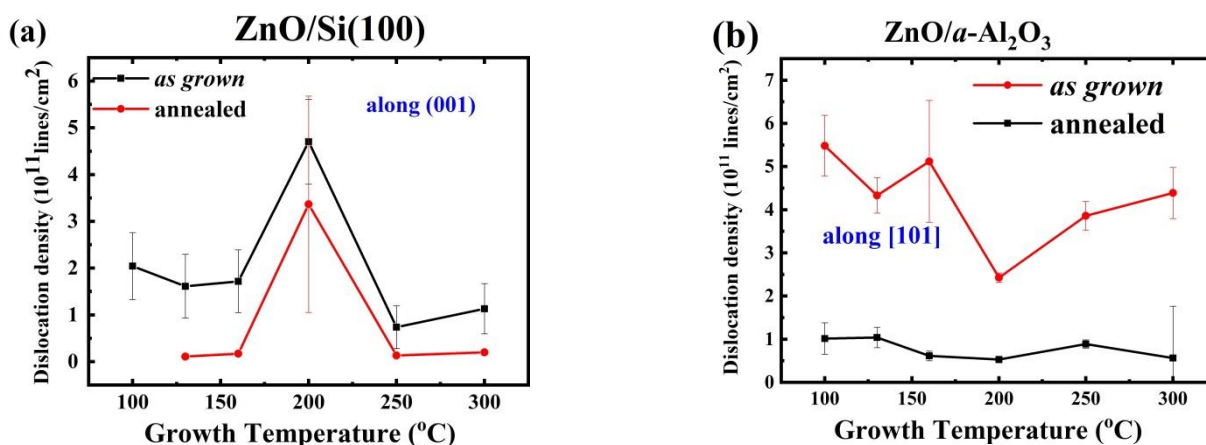 (a)
ZnO/Si(100)
as grown
annealed
along (001)
Dislocation density (10¹¹lines/cm²)
6
5
4
3
2
1
0
100 150 200 250 300
Growth Temperature (°C)
(b)
ZnO/a-Al₂O₃
as grown
annealed
along [101]
Dislocation density (10¹¹ lines/cm²)
7
6
5
4
3
2
1
0
100 150 200 250 300
Growth Temperature (°C)